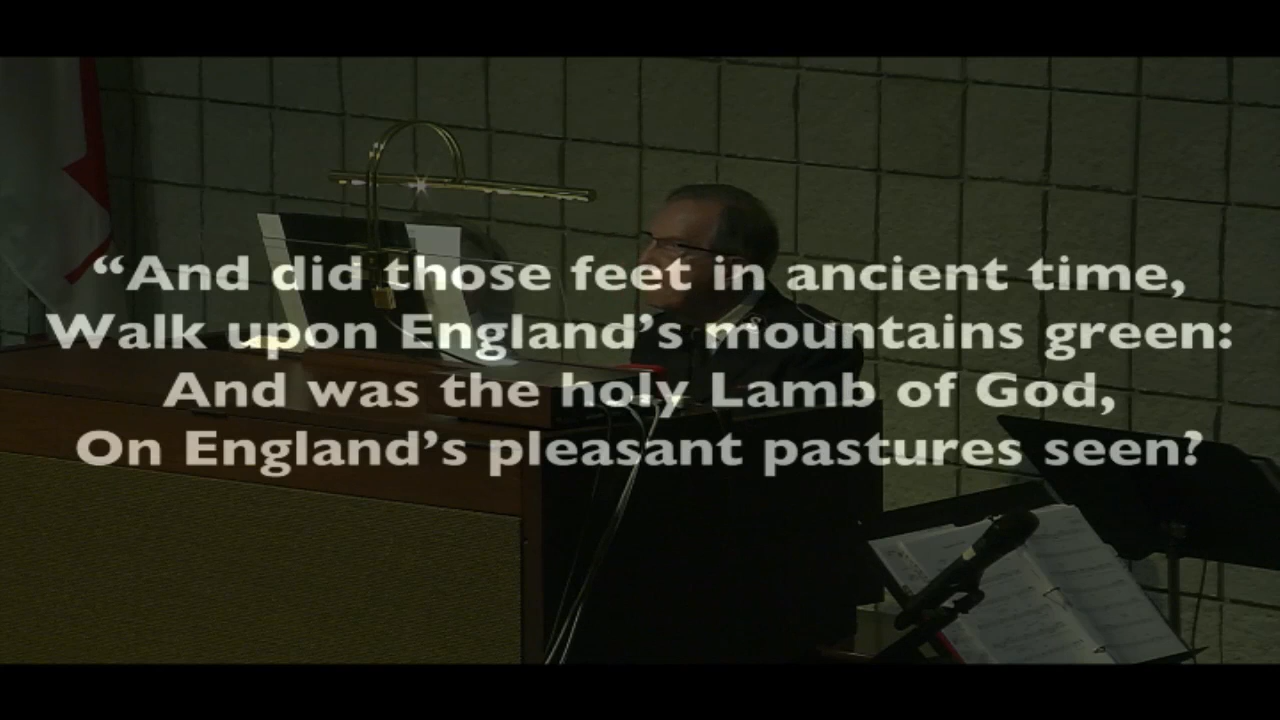 “And did those feet in ancient time,
Walk upon England’s mountains green:
And was the holy Lamb of God,
On England’s pleasant pastures seen?